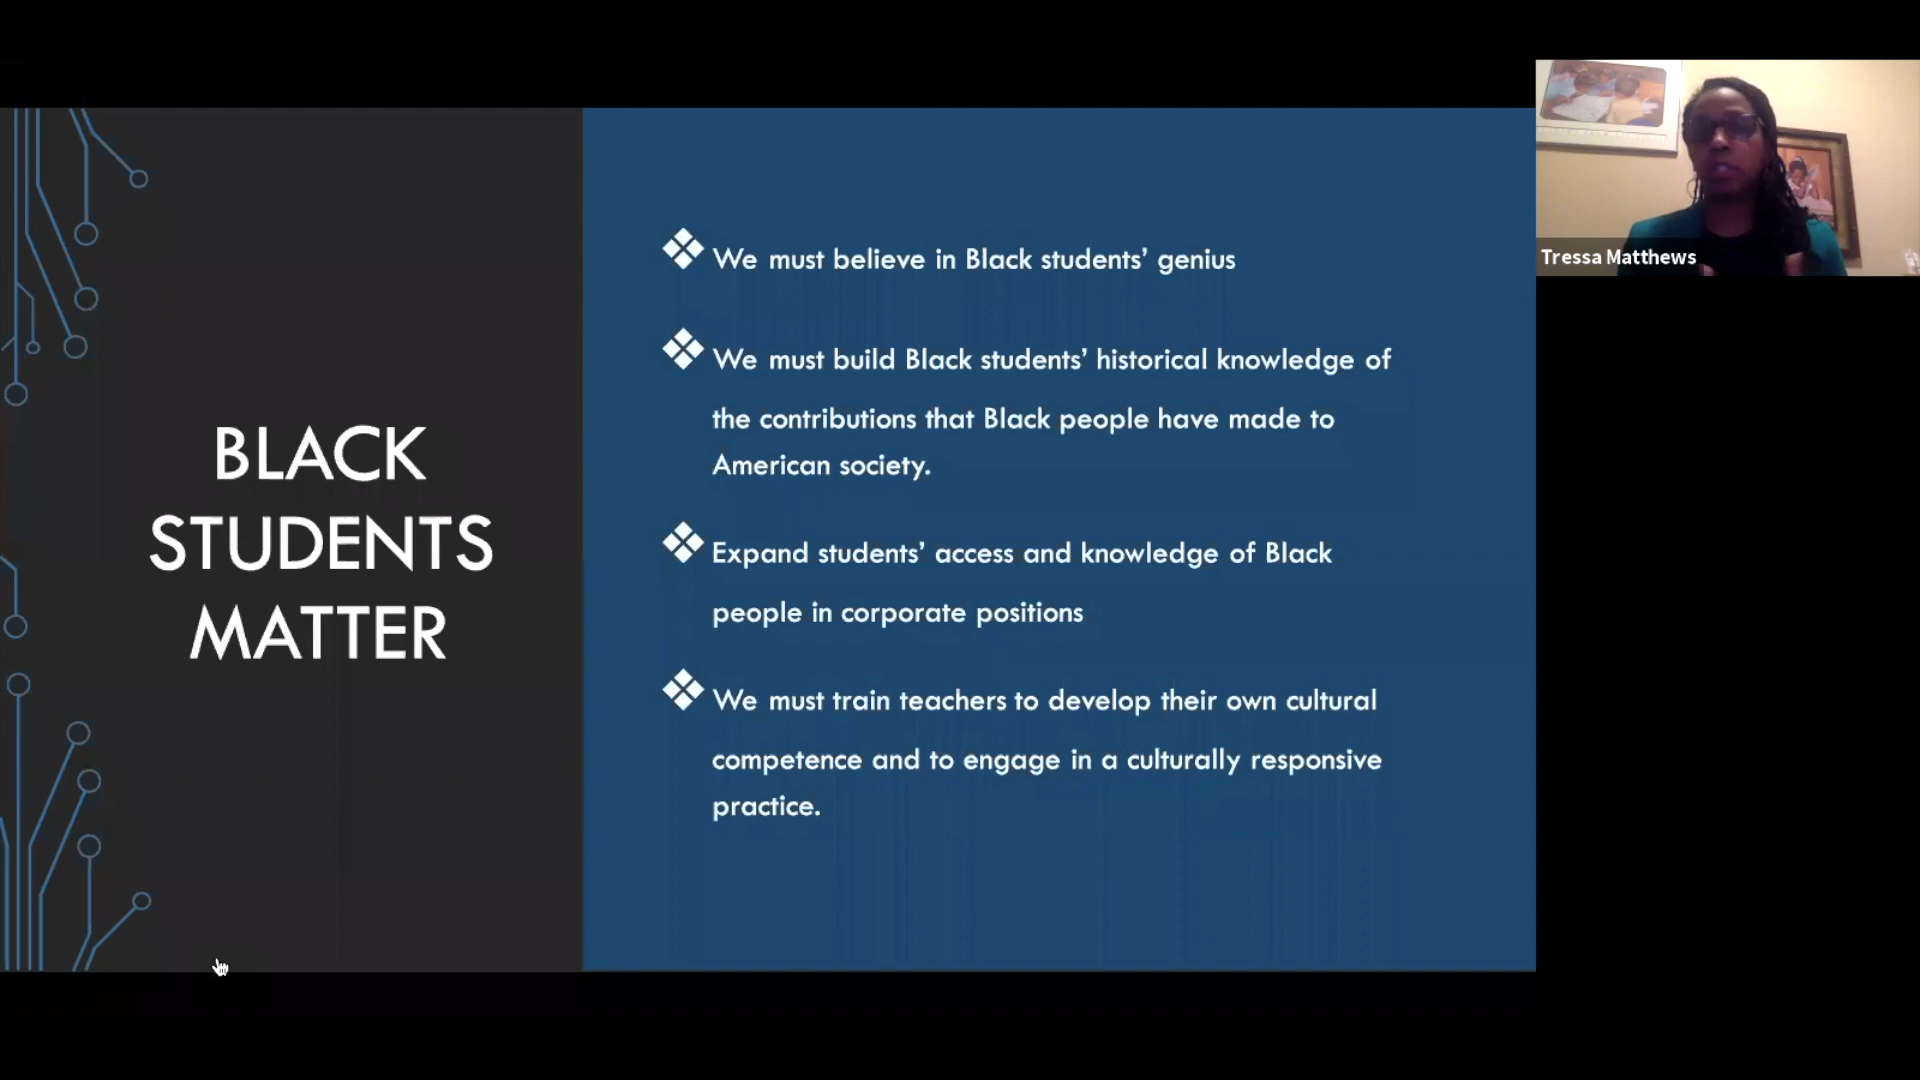 BLACK
STUDENTS
MATTER
We must believe in Black students’ genius
We must build Black students’ historical knowledge of
the contributions that Black people have made to
American society.
Expand students’ access and knowledge of Black
people in corporate positions
We must train teachers to develop their own cultural
competence and to engage in a culturally responsive
practice.
Tressa Matthews